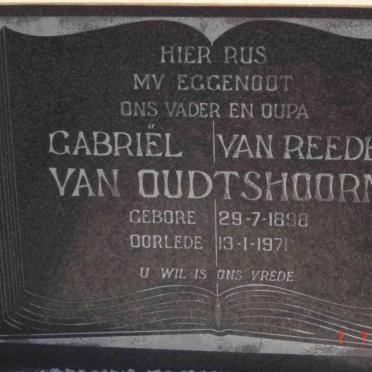 HIER RUS
MY EGGENOOT
ONS VADER EN OUPA
GABRIËL VAN REEDE
VAN OUDTSHOORN
GEBORE 29-7-1898
OORLEDE 13-1-1971
U WIL IS ONS VREDE